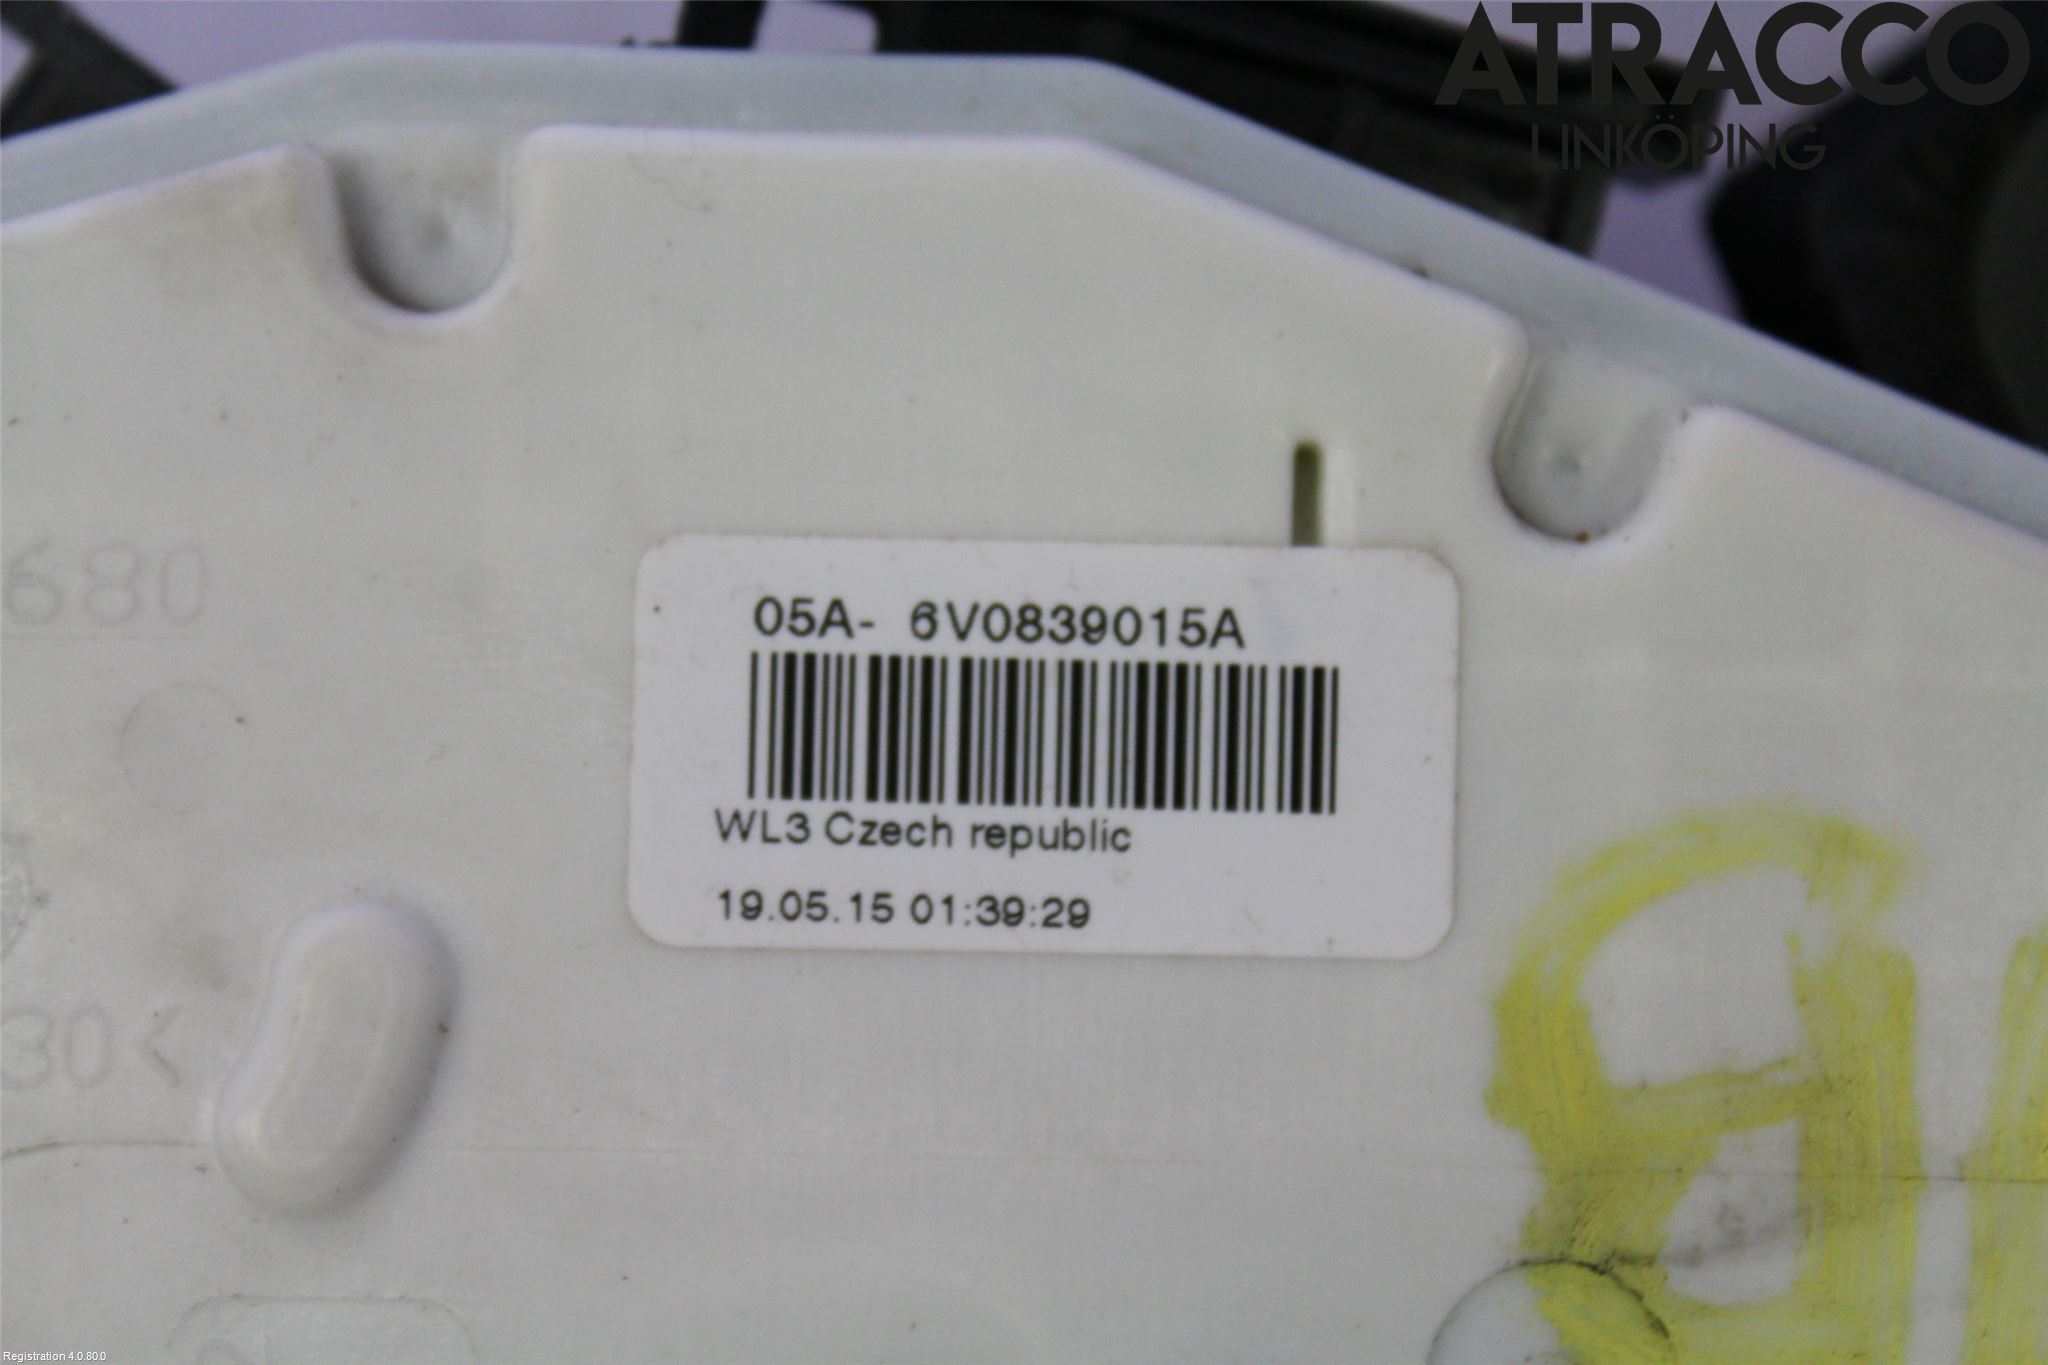 ATRACCO
LINKÖPING
680
05A- 6V0839015A
WL3 Czech republic
19.05.15 01:39:29
30<
Registration 4.0.80.0